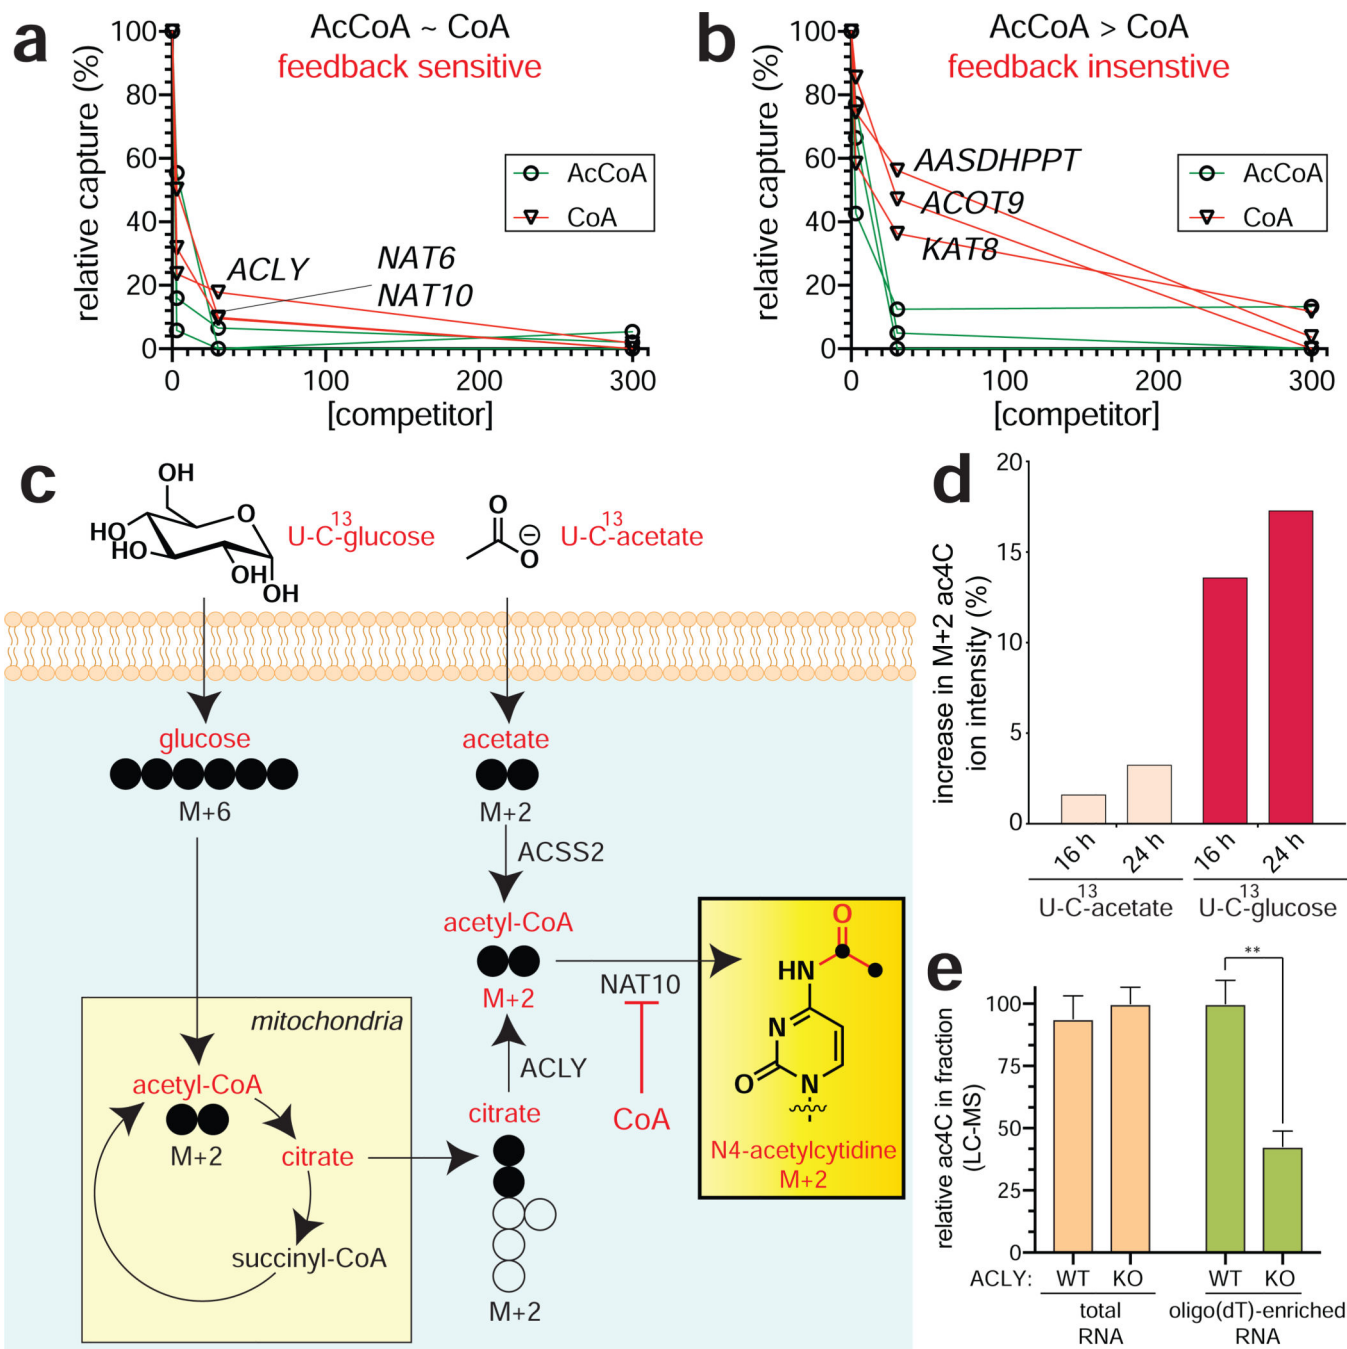 a
AcCoA ~ CoA
feedback sensitive
relative capture (%)
100
80
60
40
20
0
ACLY
NAT6
NAT10
AcCoA
CoA
0
100
200
300
[competitor]
b
AcCoA > CoA
feedback insenstive
relative capture (%)
100
80
60
40
20
0
AASDHPPT
ACOT9
KAT8
AcCoA
CoA
0
100
200
300
[competitor]
c
OH
HO
HO
O
OH
OH
U-C-glucose
13
O
O
U-C-acetate
13
glucose
M+6
acetate
M+2
ACSS2
acetyl-CoA
M+2
NAT10
CoA
ACLY
citrate
M+2
mitochondria
acetyl-CoA
M+2
citrate
succinyl-CoA
O
HN
N
O
N
N4-acetylcytidine
M+2
d
increase in M+2 ac4C
ion intensity (%)
20
15
10
5
0
16 h
24 h
16 h
24 h
13
U-C-acetate
13
U-C-glucose
e
relative ac4C in fraction
(LC-MS)
100
75
50
25
0
**
ACLY: WT KO WT KO
total
RNA
oligo(dT)-enriched
RNA